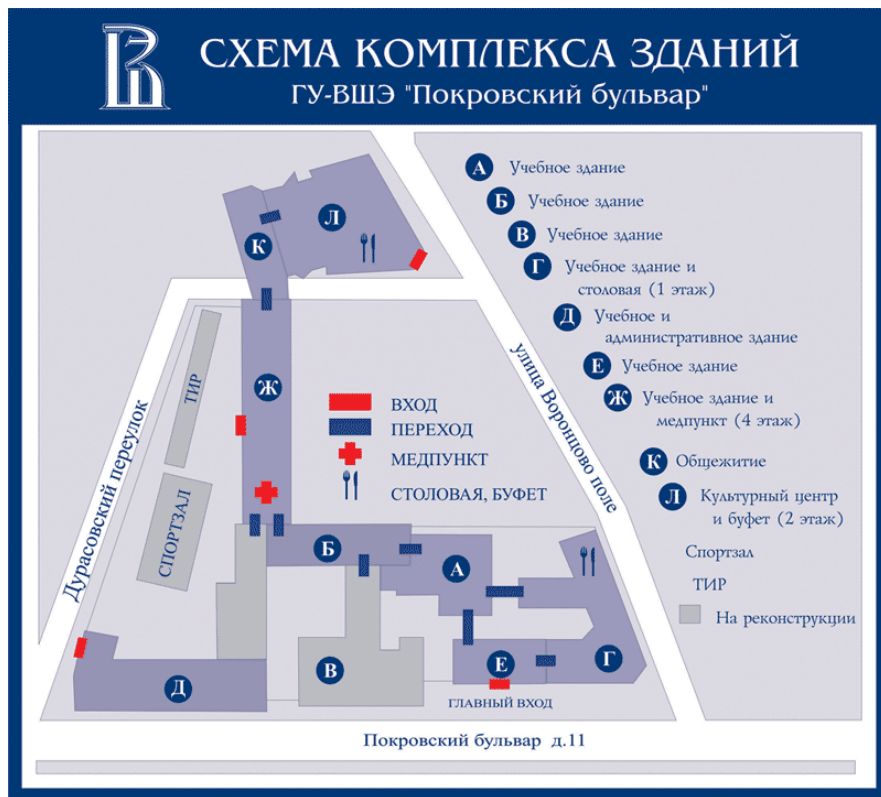 СХЕМА КОМПЛЕКСА ЗДАНИЙ
ГУ-ВШЭ "Покровский бульвар"
А Учебное здание
Б Учебное здание
В Учебное здание
Г Учебное здание и
столовая (1 этаж)
Д Учебное и
административное здание
Е Учебное здание
Ж Учебное здание и
медпункт (4 этаж)
К Общежитие
Л Культурный центр
и буфет (2 этаж)
Спортзал
ТИР
На реконструкции
Л
К
Ж
ТИР
СПОРТЗАЛ
Дурасовский переулок
улица Воронцово поле
ВХОД
ПЕРЕХОД
МЕДПУНКТ
СТОЛОВАЯ, БУФЕТ
Б
А
В
Е
Г
Д
ГЛАВНЫЙ ВХОД
Покровский бульвар д.11